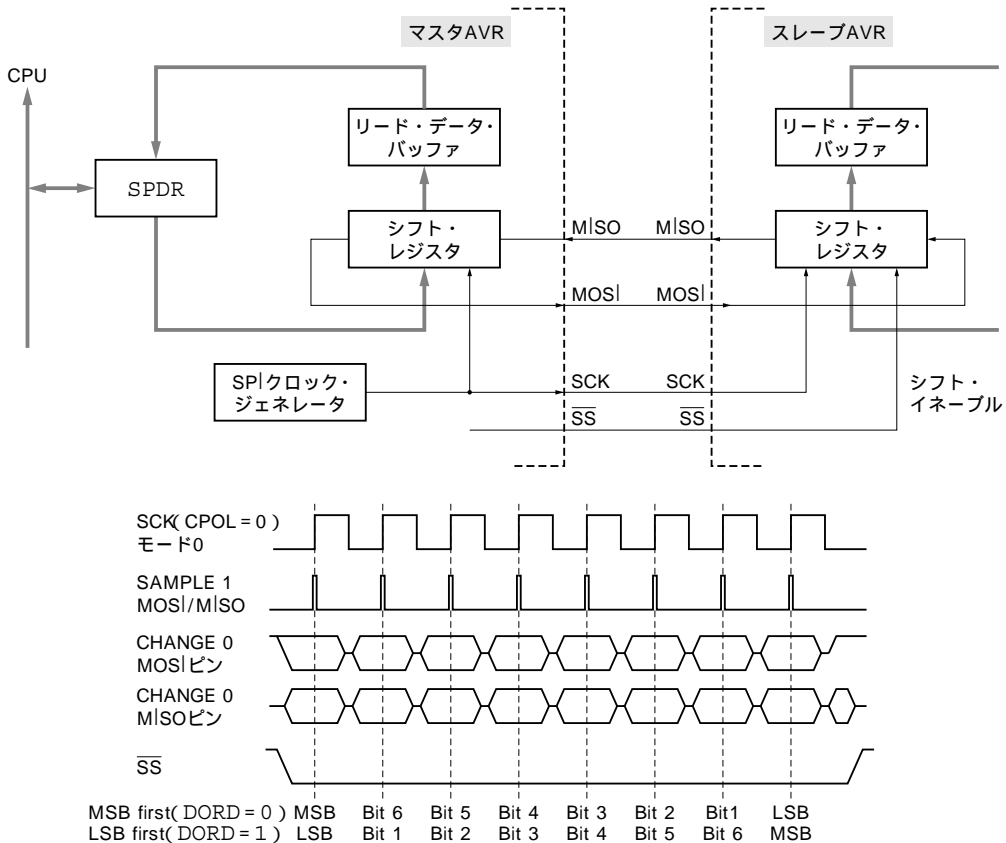 マスタAVR
スレーブAVR
CPU
リード・データ・
バッファ
リード・データ・
バッファ
SPDR
シフト・
レジスタ
MISO
MISO
シフト・
レジスタ
MOSI
MOSI
SPIクロック・
ジェネレータ
SCK
SCK
シフト・
イネーブル
SS
SS
SCK(CPOL=0)
モード0
SAMPLE 1
MOSI/MISO
CHANGE 0
MOSIピン
CHANGE 0
MISOピン
SS
MSB first(DORD=0) MSB Bit 6 Bit 5 Bit 4 Bit 3 Bit 2 Bit1 LSB
LSB first(DORD=1) LSB Bit 1 Bit 2 Bit 3 Bit 4 Bit 5 Bit 6 MSB